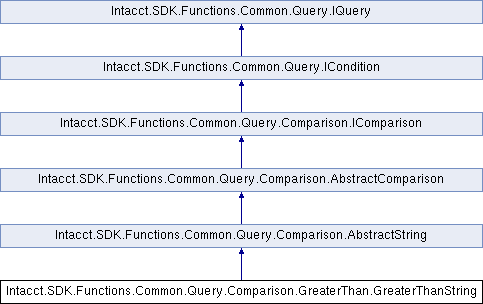 Intacct.SDK.Functions.Common.Query.IQuery
Intacct.SDK.Functions.Common.Query.ICondition
Intacct.SDK.Functions.Common.Query.Comparison.IComparison
Intacct.SDK.Functions.Common.Query.Comparison.AbstractComparison
Intacct.SDK.Functions.Common.Query.Comparison.AbstractString
Intacct.SDK.Functions.Common.Query.Comparison.GreaterThan.GreaterThanString